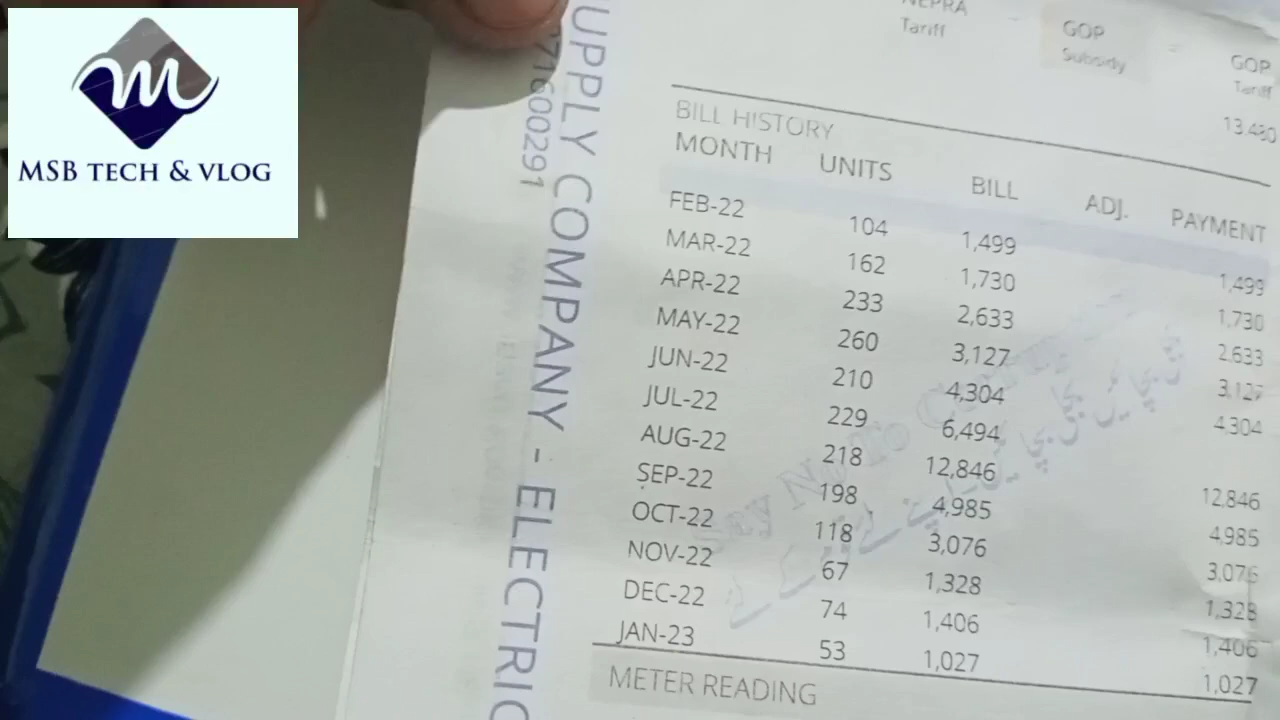 MSB TECH & VLOG
UPPLY COMPANY - ELECTRIC
71600291
NEPRA
Tariff
GOP
Subsidy
GOP
Tariff
13.480
BILL HISTORY
MONTH UNITS BILL ADJ. PAYMENT
FEB-22 104 1,499 1,499
MAR-22 162 1,730 1,730
APR-22 233 2,633 2,633
MAY-22 260 3,127 3,127
JUN-22 210 4,304 4,304
JUL-22 229 6,494
AUG-22 218 12,846 12,846
SEP-22 198 4,985 4,985
OCT-22 118 3,076 3,076
NOV-22 67 1,328 1,328
DEC-22 74 1,406 1,406
JAN-23 53 1,027 1,027
METER READING
Say No To